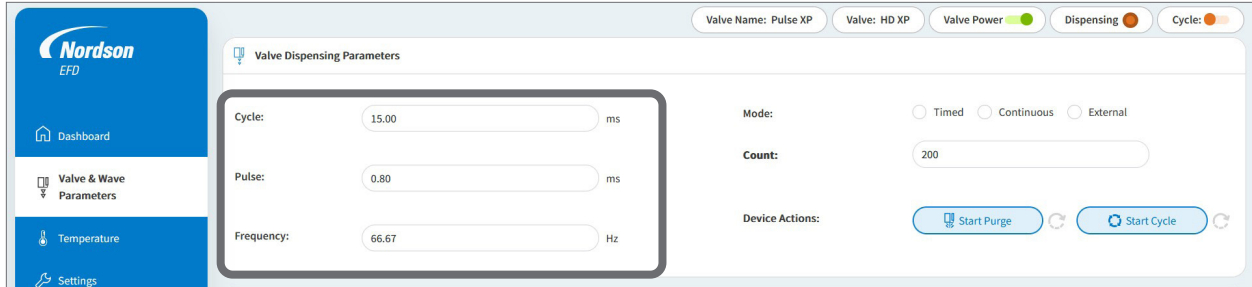 Valve Name: Pulse XP
Valve: HD XP
Valve Power
Dispensing
Cycle:
Nordson
EFD
Dashboard
Valve & Wave
Parameters
Temperature
Settings
Valve Dispensing Parameters
Cycle: 15.00 ms
Pulse: 0.80 ms
Frequency: 66.67 Hz
Mode: Timed Continuous External
Count: 200
Device Actions: Start Purge Start Cycle